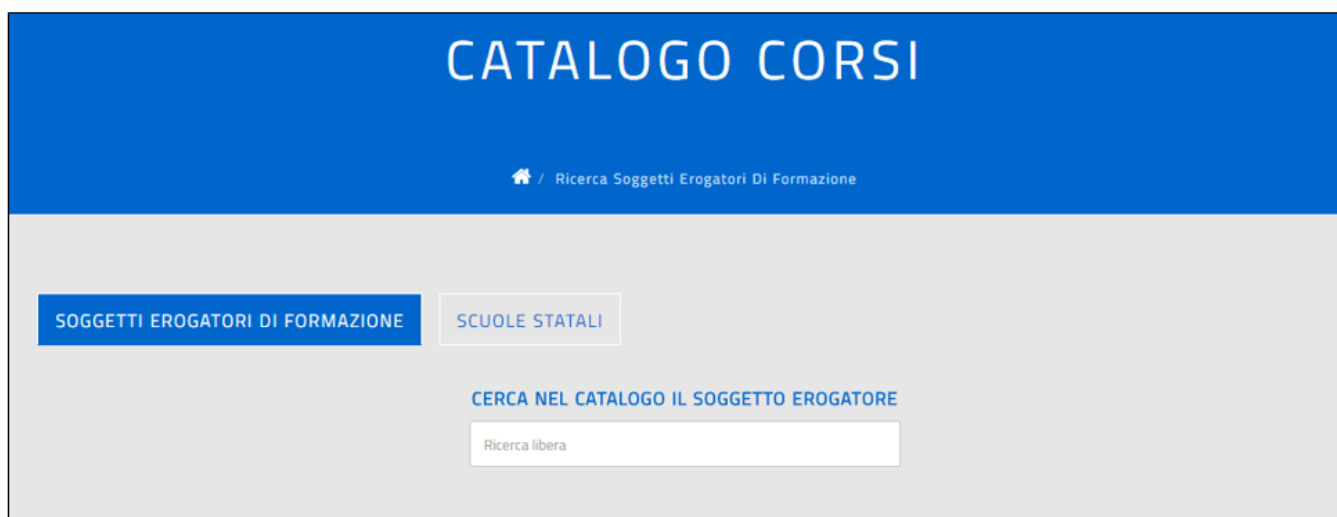 CATALOGO CORSI
/ Ricerca Soggetti Erogatori Di Formazione
SOGGETTI EROGATORI DI FORMAZIONE
SCUOLE STATALI
CERCA NEL CATALOGO IL SOGGETTO EROGATORE
Ricerca libera